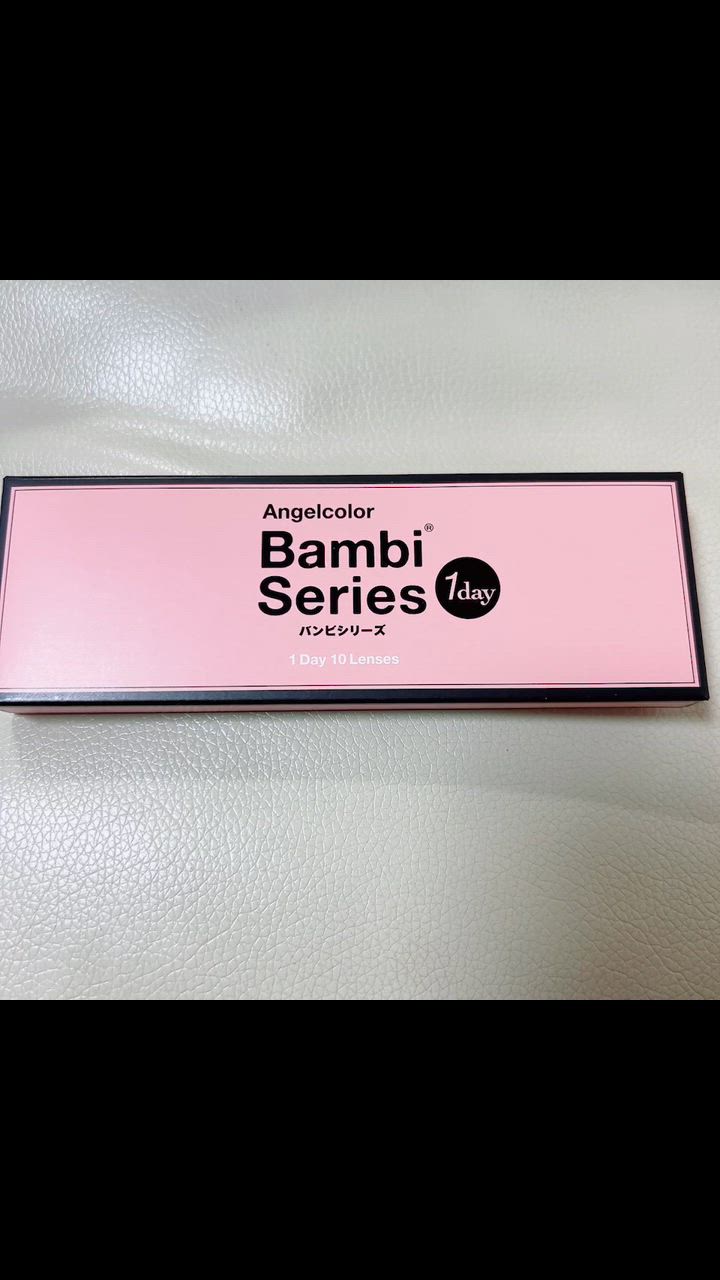 Angelcolor
Bambi®
Series 1day
バンビシリーズ
1 Day 10 Lenses